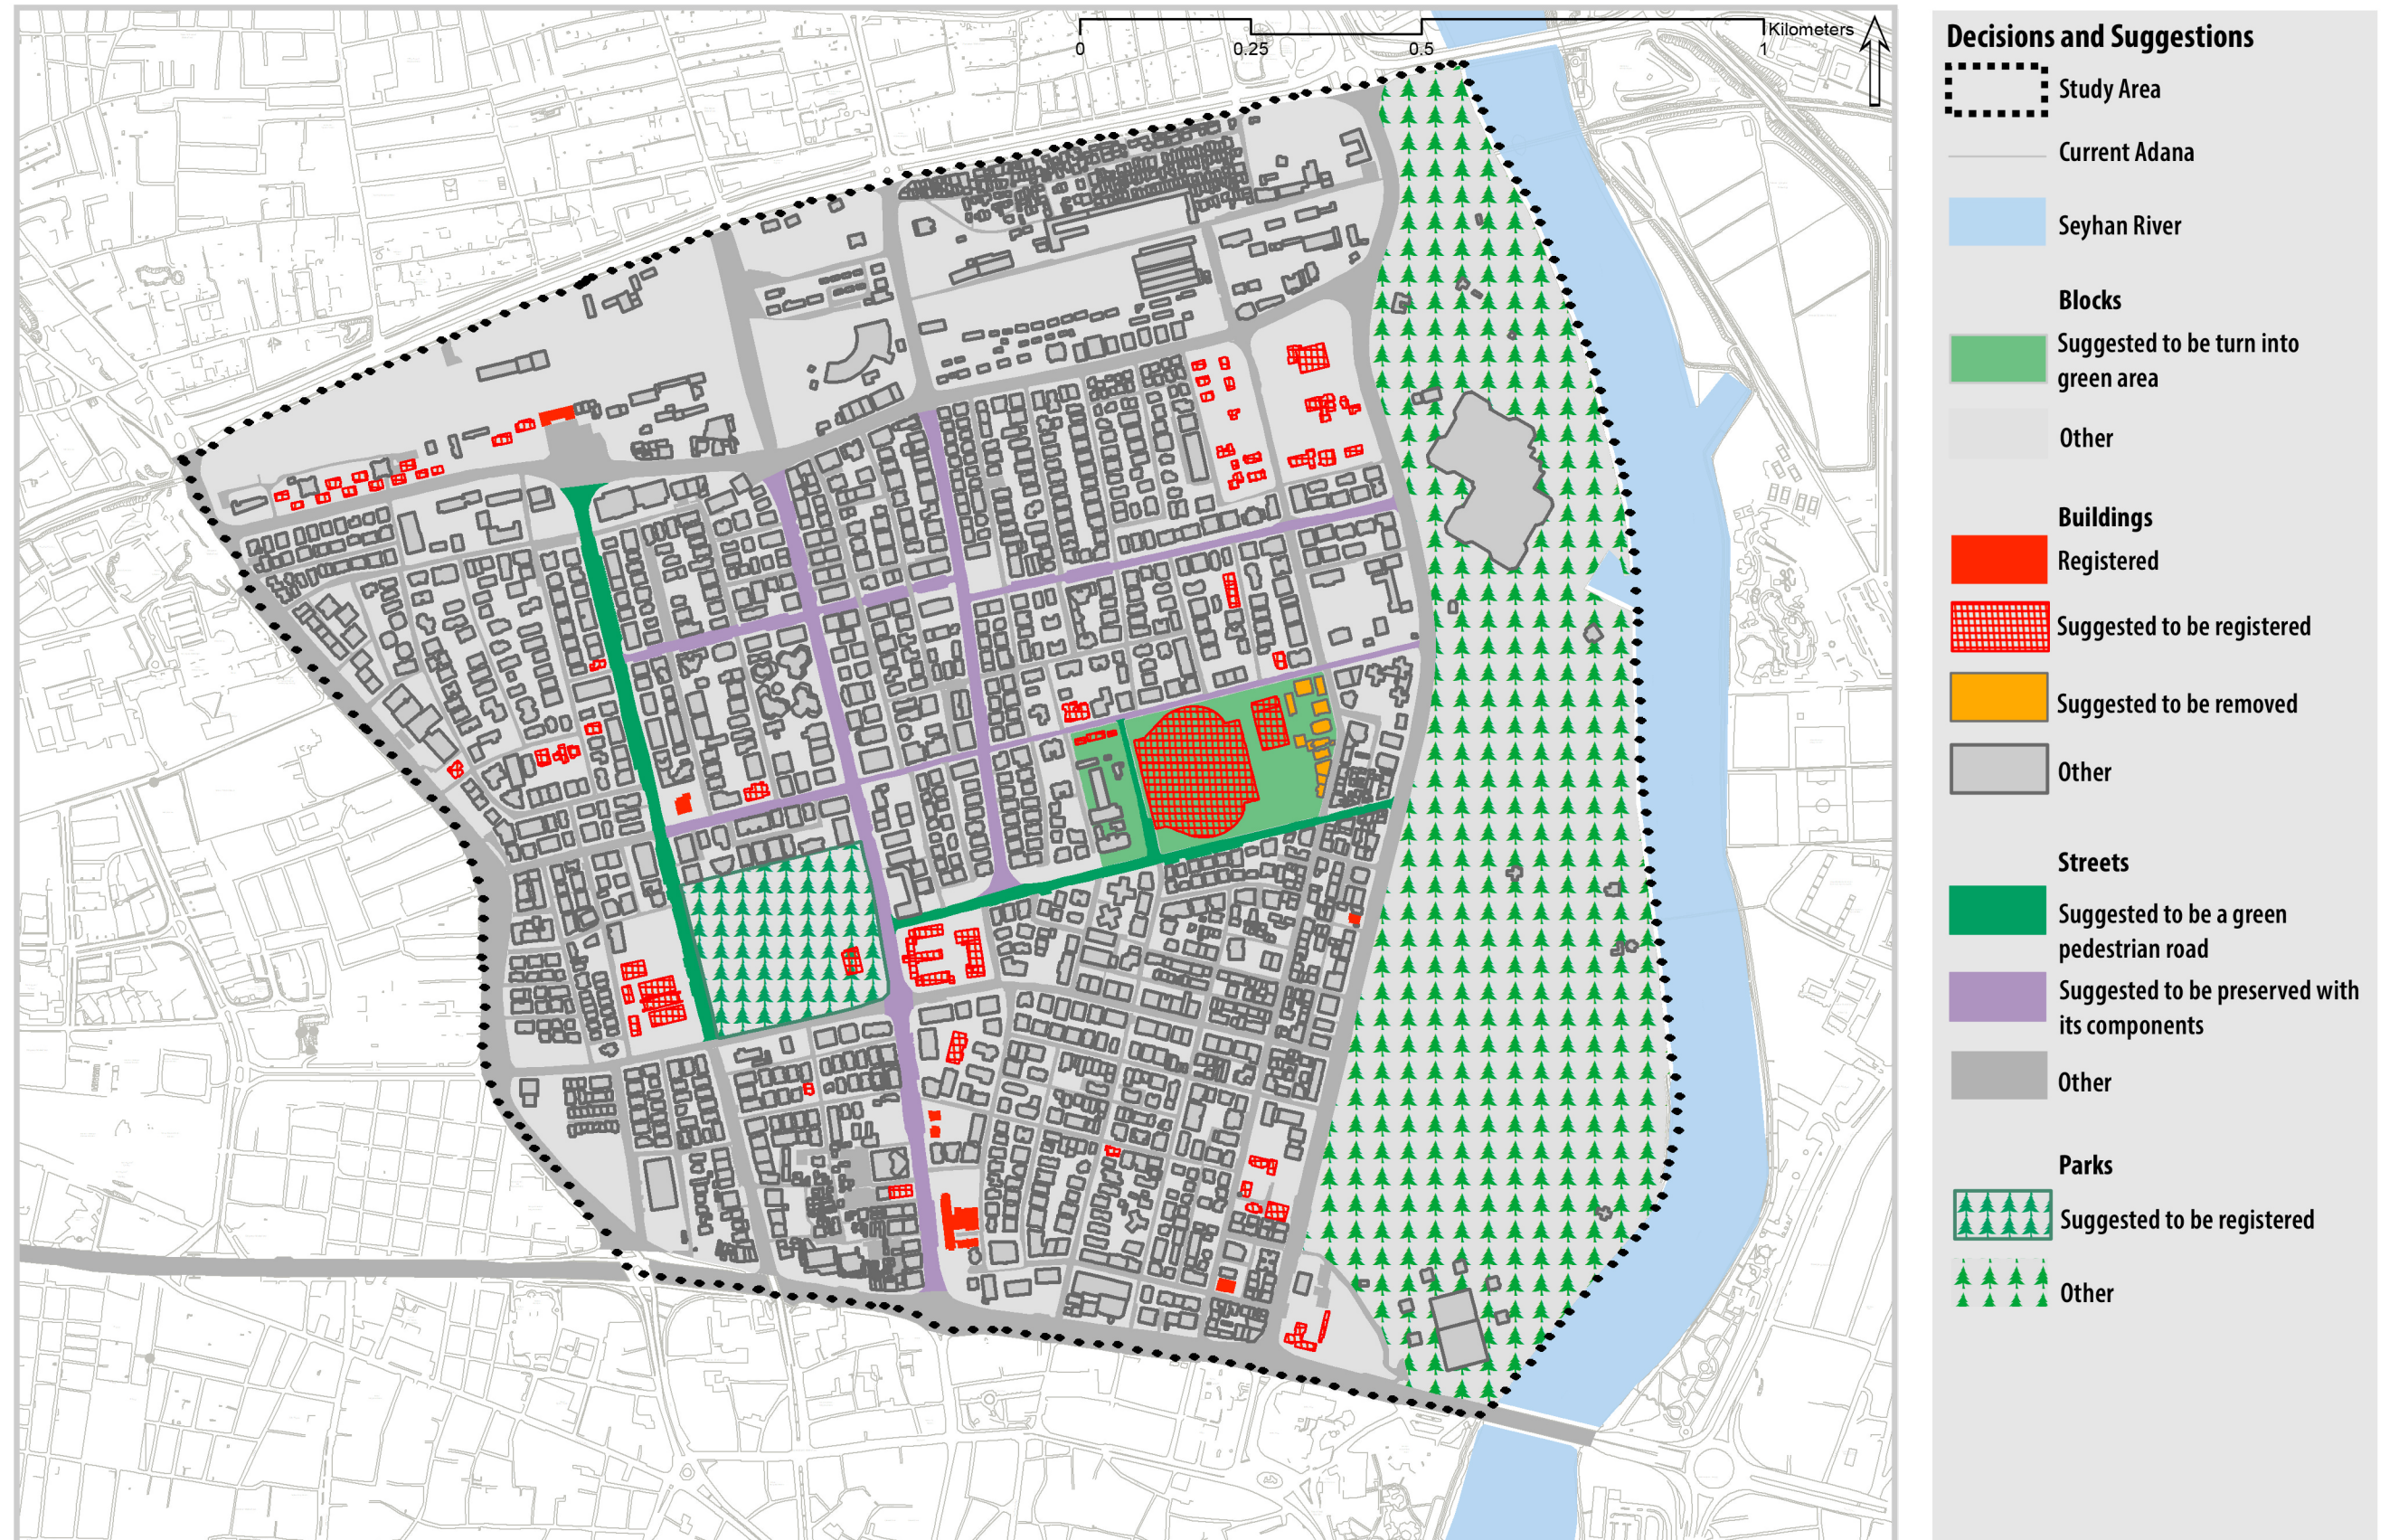 Kilometers
0
0.25
0.5
1
Decisions and Suggestions
Study Area
Current Adana
Seyhan River
Blocks
Suggested to be turn into
green area
Other
Buildings
Registered
Suggested to be registered
Suggested to be removed
Other
Streets
Suggested to be a green
pedestrian road
Suggested to be preserved with
its components
Other
Parks
Suggested to be registered
Other